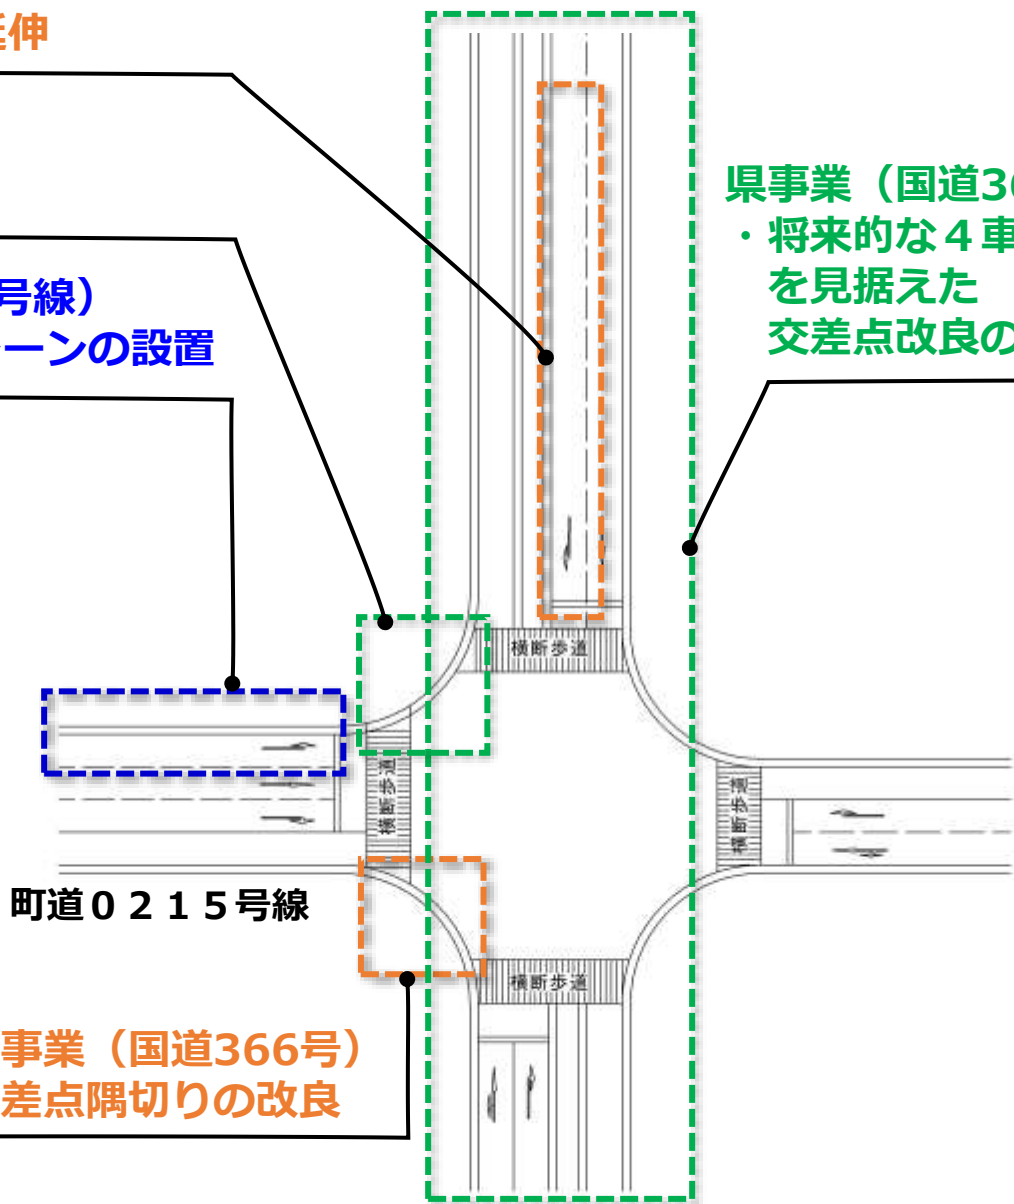 延伸
県事業（国道36
・将来的な４車
を見据えた
交差点改良の
号線）
レーンの設置
横断歩道
横断歩道
横断歩道
町道０２１５号線
横断歩道
事業（国道366号）
差点隅切りの改良